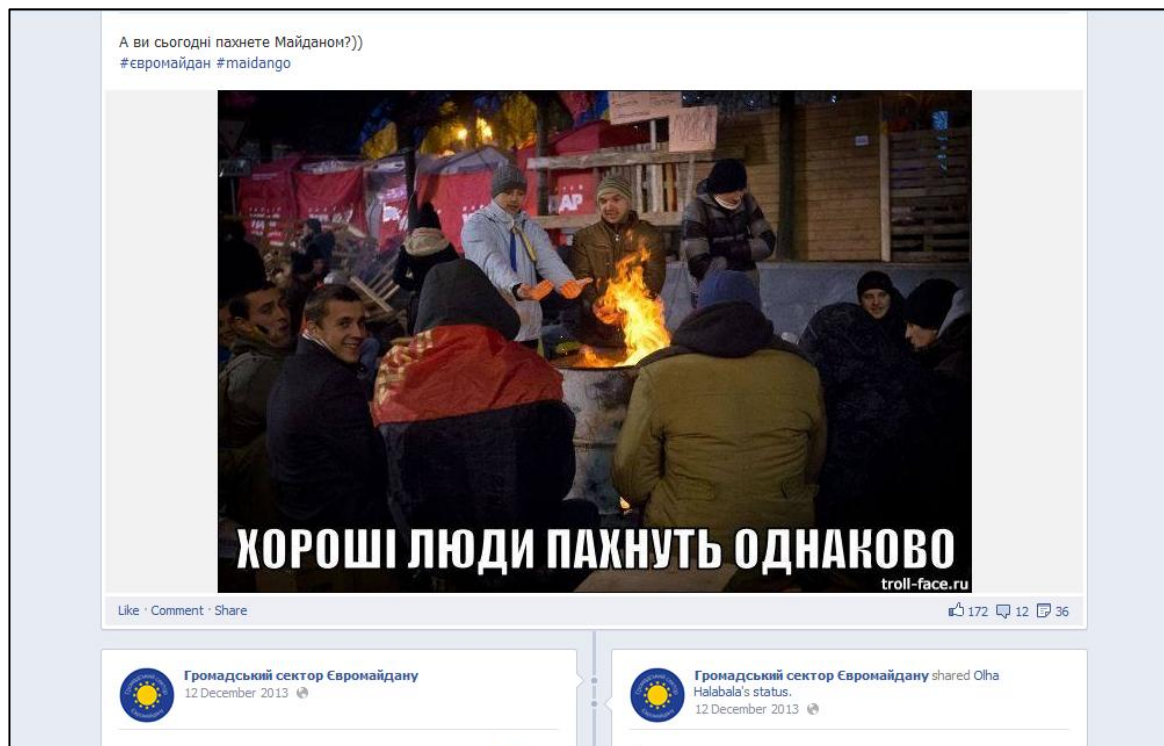 А ви сьогодні пахнете Майданом?))
#євромайдан #maidango
АР
ХОРОШІ ЛЮДИ ПАХНУТЬ ОДНАКОВО
troll-face.ru
Like · Comment · Share
172 12 36
Громадський сектор Євромайдану
12 December 2013
Громадський сектор Євромайдану shared Olha
Halabala's status.
12 December 2013